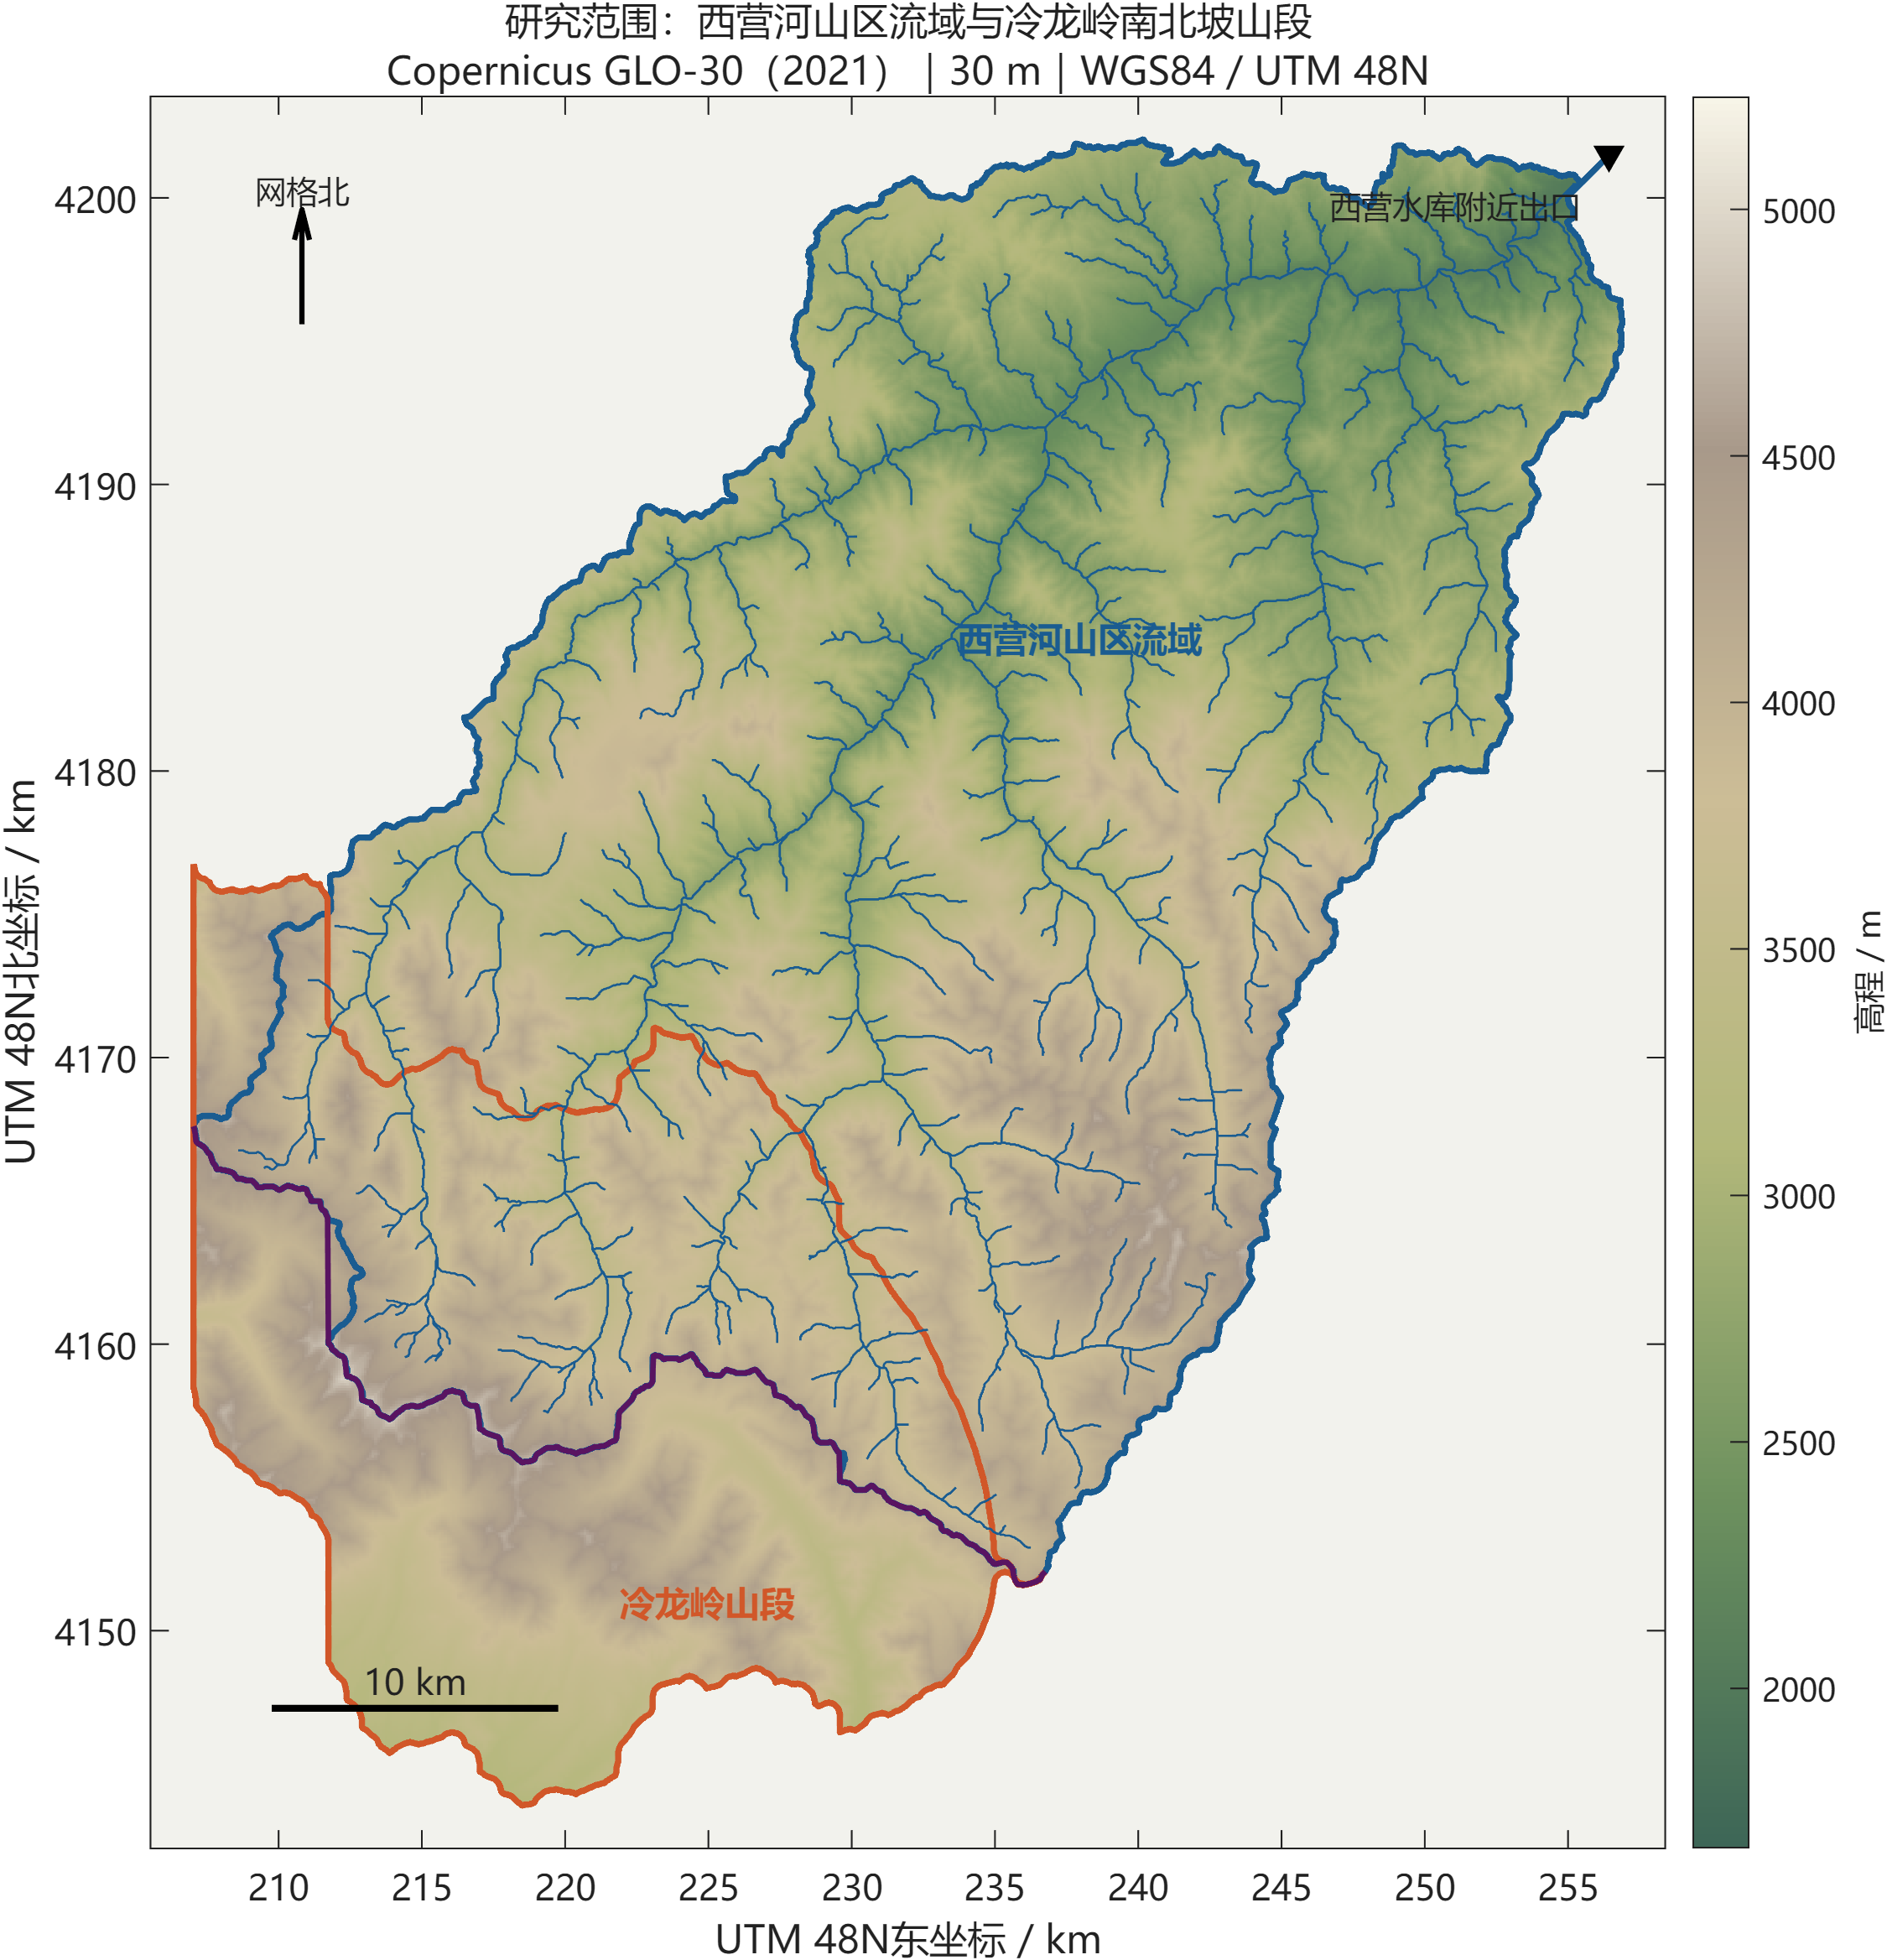 研究范围：西营河山区流域与冷龙岭南北坡山段
Copernicus GLO-30（2021） | 30 m | WGS84 / UTM 48N
网格北
西营水库附近出口
西营河山区流域
冷龙岭山段
10 km
4200
4190
4180
4170
4160
4150
UTM 48N北坐标 / km
210 215 220 225 230 235 240 245 250 255
UTM 48N东坐标 / km
5000
4500
4000
3500
3000
2500
2000
高程 / m